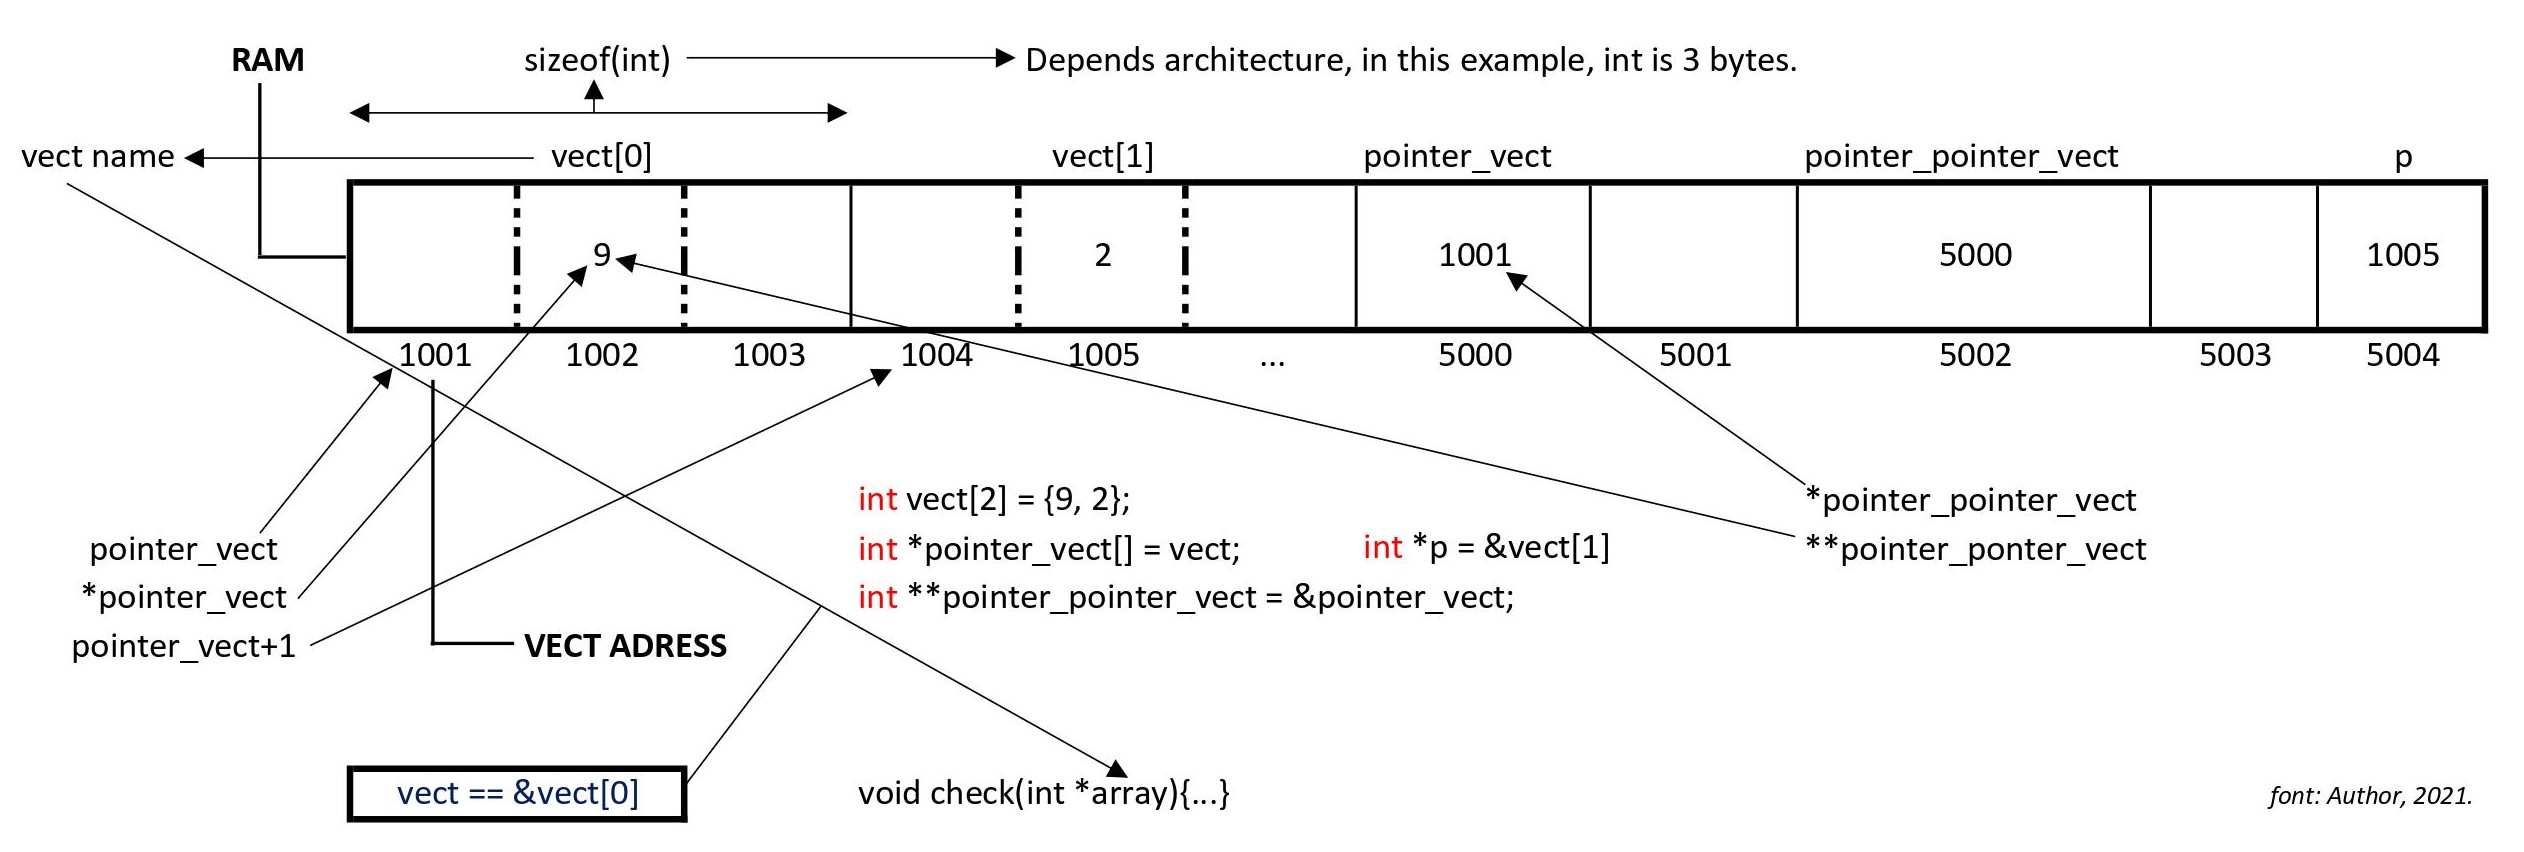 RAM
sizeof(int)
Depends architecture, in this example, int is 3 bytes.
vect name
vect[0]
vect[1]
pointer_vect
pointer_pointer_vect
p
9
2
1001
5000
1005
1001
1002
1003
1004
1005
...
5000
5001
5002
5003
5004
pointer_vect
*pointer_vect
pointer_vect+1
VECT ADRESS
int vect[2] = {9, 2};
int *pointer_vect[] = vect;
int *p = &vect[1]
int **pointer_pointer_vect = &pointer_vect;
*pointer_pointer_vect
**pointer_ponter_vect
vect == &vect[0]
void check(int *array){...}
font: Author, 2021.